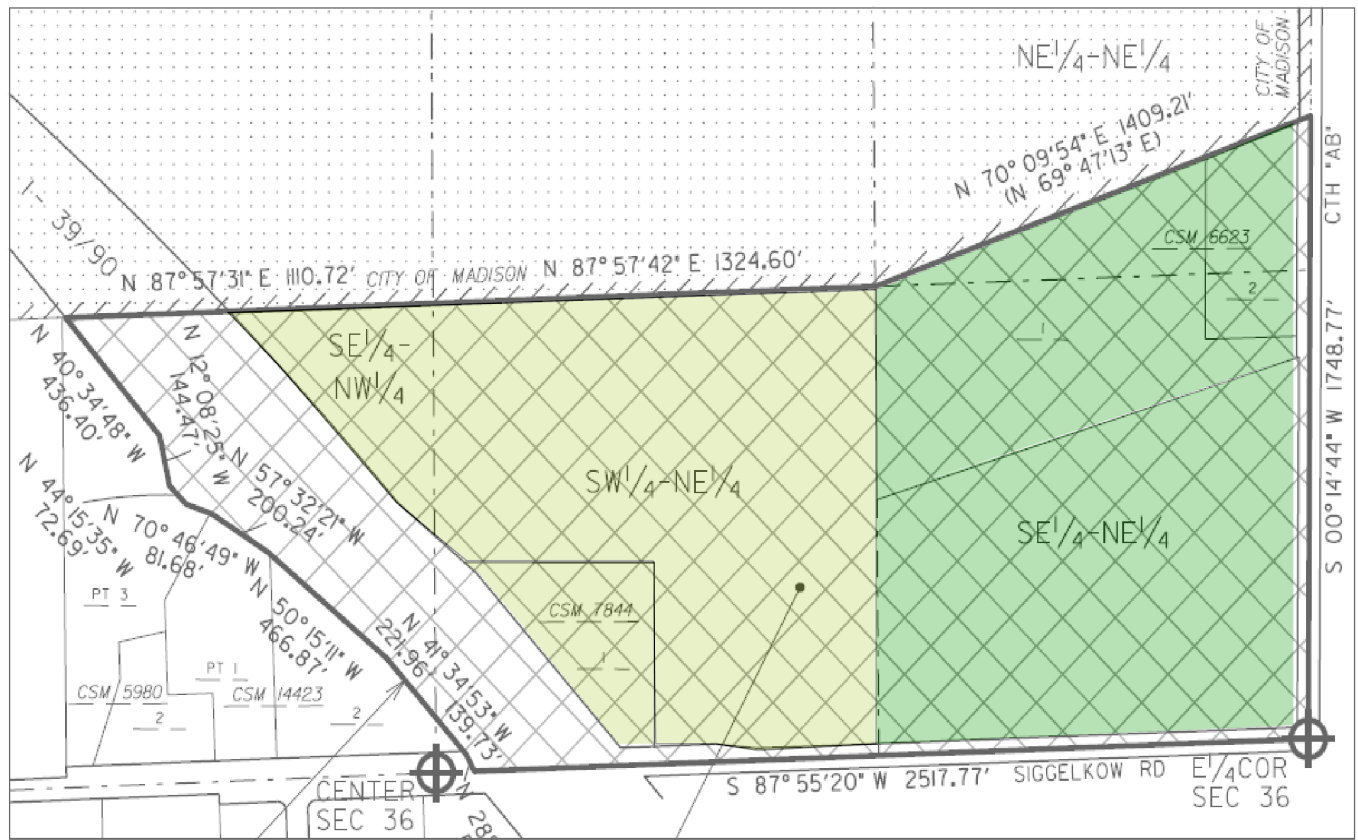 NE¼-NE¼
CITY OF
MADISON
N 70° 09'54" E 1409.21'
(N 69° 47'13" E)
CTH "AB"
I- 39/90
N 87° 57'31" E 1110.72' CITY OF MADISON N 87° 57'42" E 1324.60'
CSM 6623
2
1
SE¼-
NW¼
N 40° 34'48" W
436.40'
N 12° 08'25" W
144.47'
N 57° 32'21" W
200.24'
N 44° 15'35" W
72.69'
N 70° 46'49" W
81.68'
SW¼-NE¼
SE¼-NE¼
S 00° 14'44" W 1748.77'
N 50° 15'11" W
466.87'
N 41° 34'53" W
221.96'
139.73'
CSM 7844
1
PT 3
PT 1
CSM 5980
2
CSM 14423
2
CENTER
SEC 36
N 28°
S 87° 55'20" W 2517.77' SIGGELKOW RD
E¼COR
SEC 36